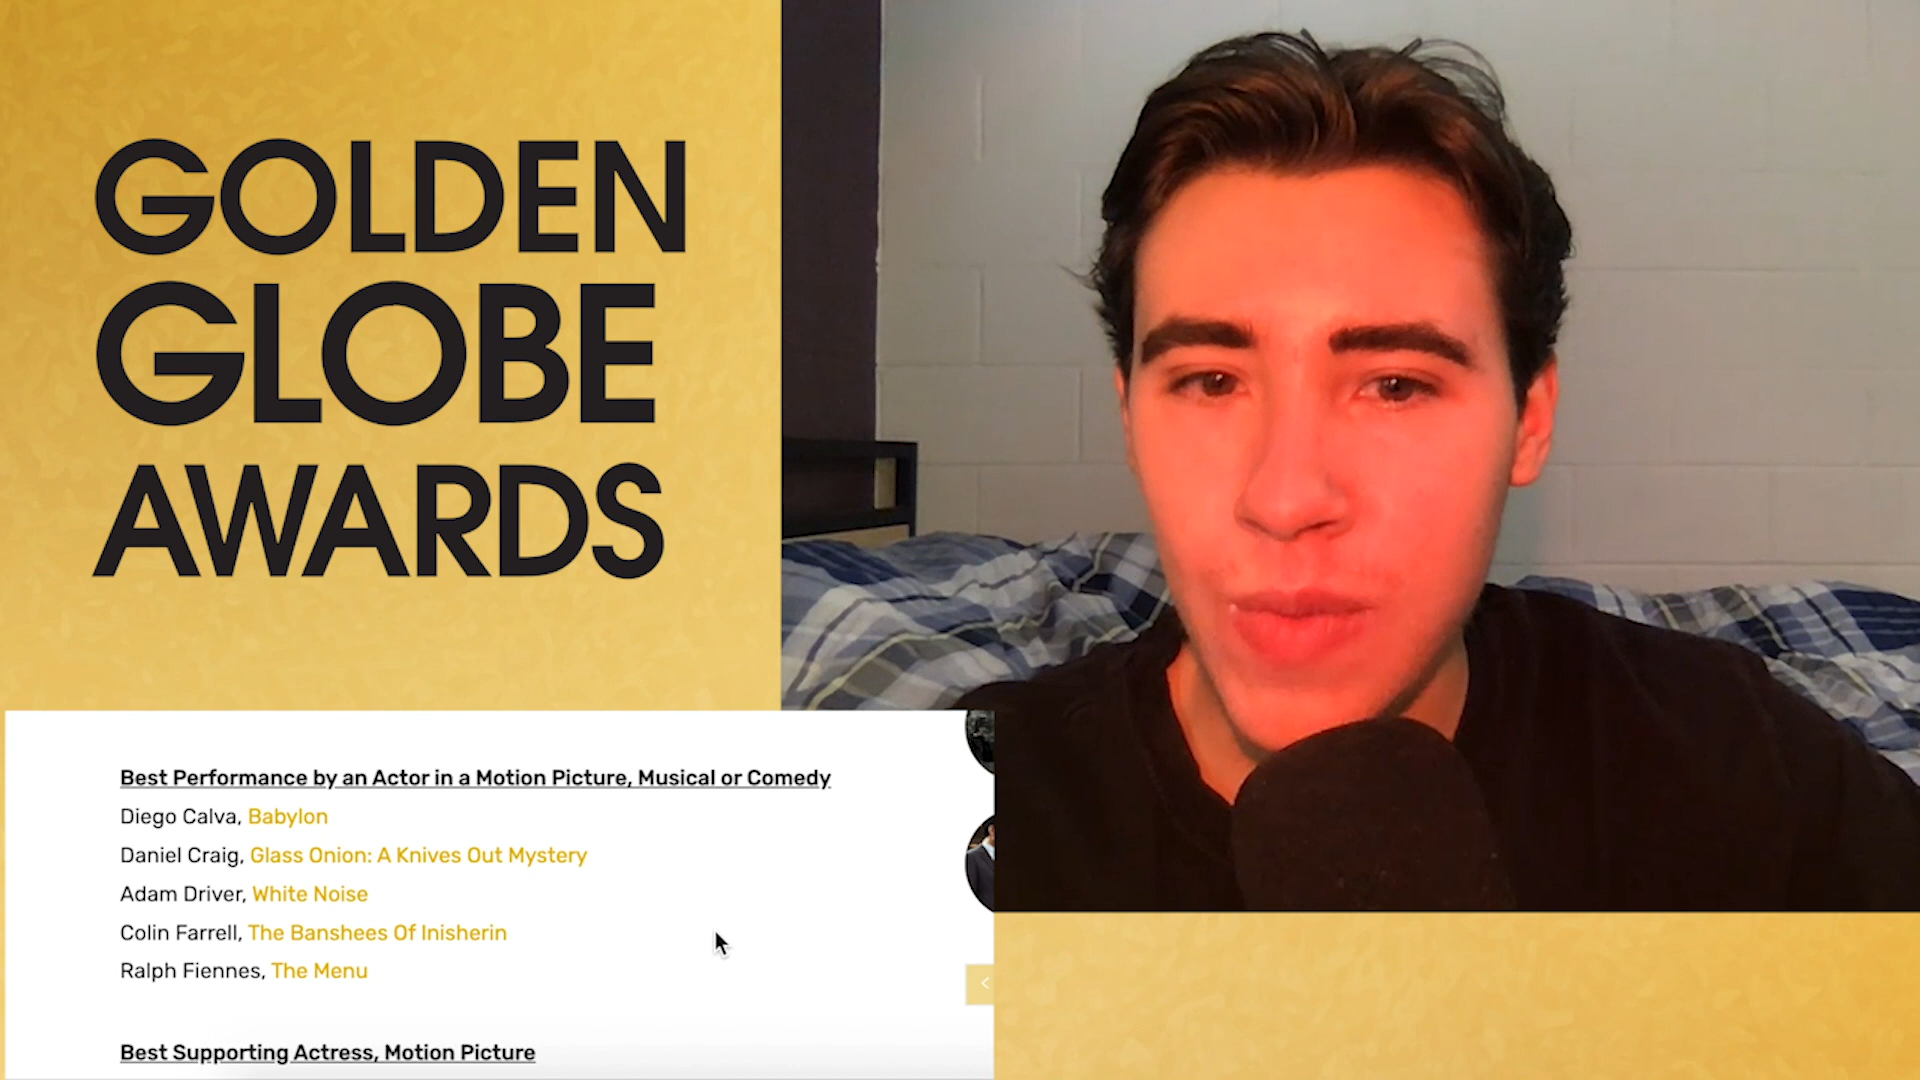 GOLDEN
GLOBE
AWARDS
Best Performance by an Actor in a Motion Picture, Musical or Comedy
Diego Calva, Babylon
Daniel Craig, Glass Onion: A Knives Out Mystery
Adam Driver, White Noise
Colin Farrell, The Banshees Of Inisherin
Ralph Fiennes, The Menu
Best Supporting Actress, Motion Picture